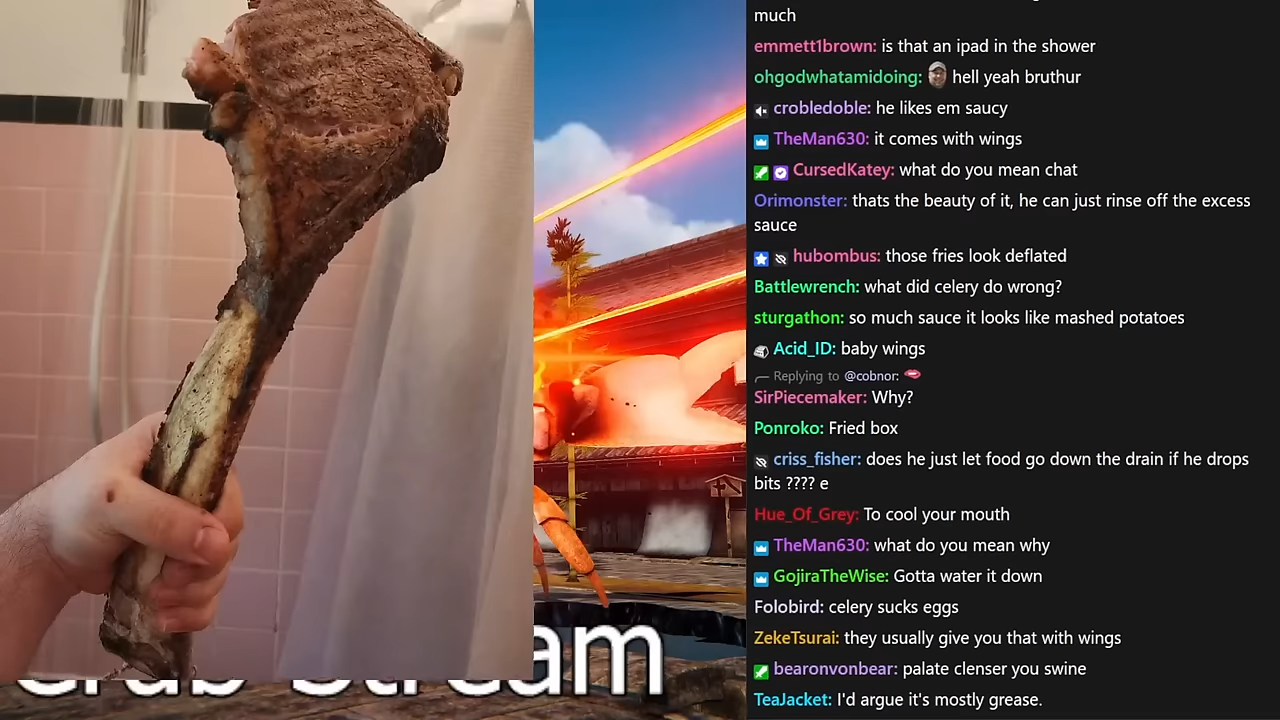 much
emmett1brown: is that an ipad in the shower
ohgodwhatamidoing: hell yeah bruthur
crobledoble: he likes em saucy
TheMan630: it comes with wings
CursedKatey: what do you mean chat
Orimonster: thats the beauty of it, he can just rinse off the excess
sauce
hubombus: those fries look deflated
Battlewrench: what did celery do wrong?
sturgathon: so much sauce it looks like mashed potatoes
Acid_ID: baby wings
Replying to @cobnor:
SirPiecemaker: Why?
Ponroko: Fried box
criss_fisher: does he just let food go down the drain if he drops
bits ???? e
Hue_Of_Grey: To cool your mouth
TheMan630: what do you mean why
GojiraTheWise: Gotta water it down
Folobird: celery sucks eggs
ZekeTsurai: they usually give you that with wings
bearonvonbear: palate clenser you swine
TeaJacket: I'd argue it's mostly grease.
Crab Stream